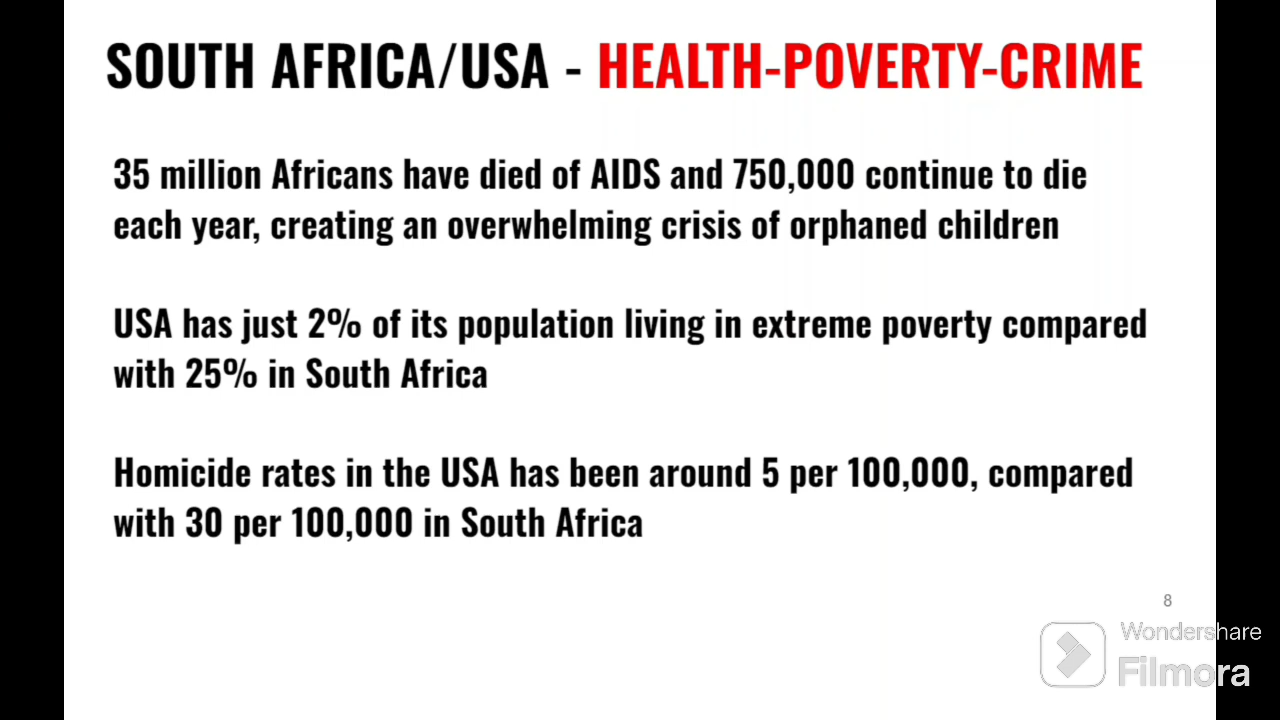 SOUTH AFRICA/USA - HEALTH-POVERTY-CRIME
35 million Africans have died of AIDS and 750,000 continue to die
each year, creating an overwhelming crisis of orphaned children
USA has just 2% of its population living in extreme poverty compared
with 25% in South Africa
Homicide rates in the USA has been around 5 per 100,000, compared
with 30 per 100,000 in South Africa
8
Wondershare
Filmora